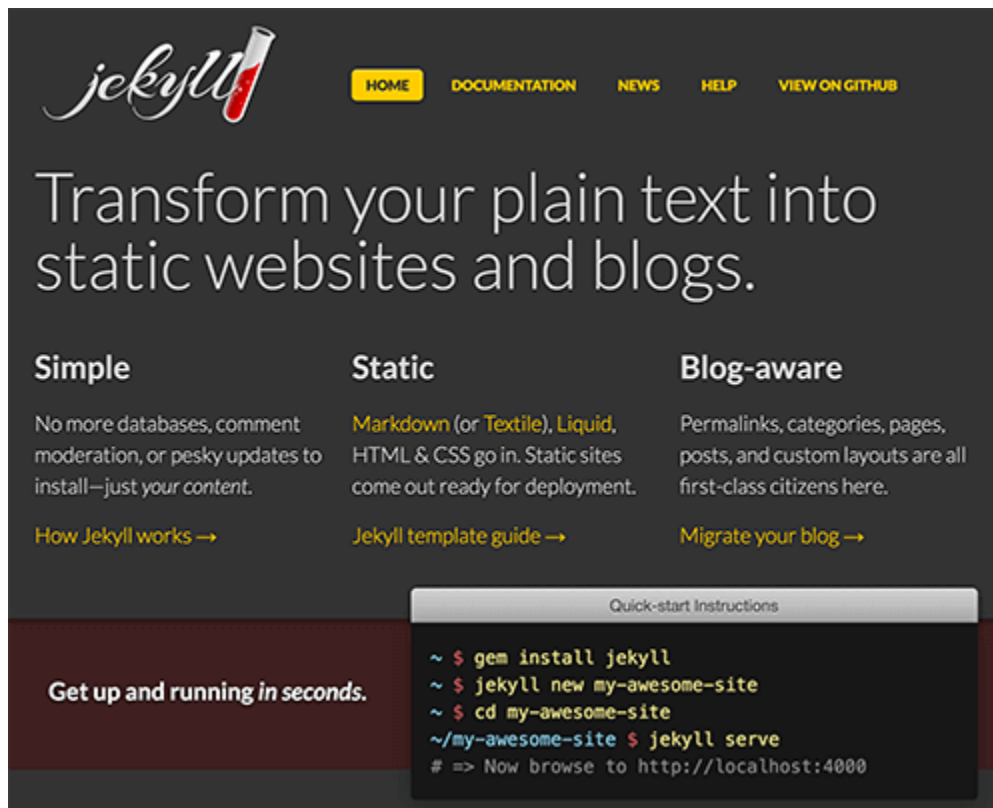 jekyll
HOME DOCUMENTATION NEWS HELP VIEW ON GITHUB
Transform your plain text into
static websites and blogs.
Simple
No more databases, comment
moderation, or pesky updates to
install—just your content.
How Jekyll works →
Static
Markdown (or Textile), Liquid,
HTML & CSS go in. Static sites
come out ready for deployment.
Jekyll template guide →
Blog-aware
Permalinks, categories, pages,
posts, and custom layouts are all
first-class citizens here.
Migrate your blog →
Get up and running in seconds.
Quick-start Instructions
~ $ gem install jekyll
~ $ jekyll new my-awesome-site
~ $ cd my-awesome-site
~/my-awesome-site $ jekyll serve
# => Now browse to http://localhost:4000